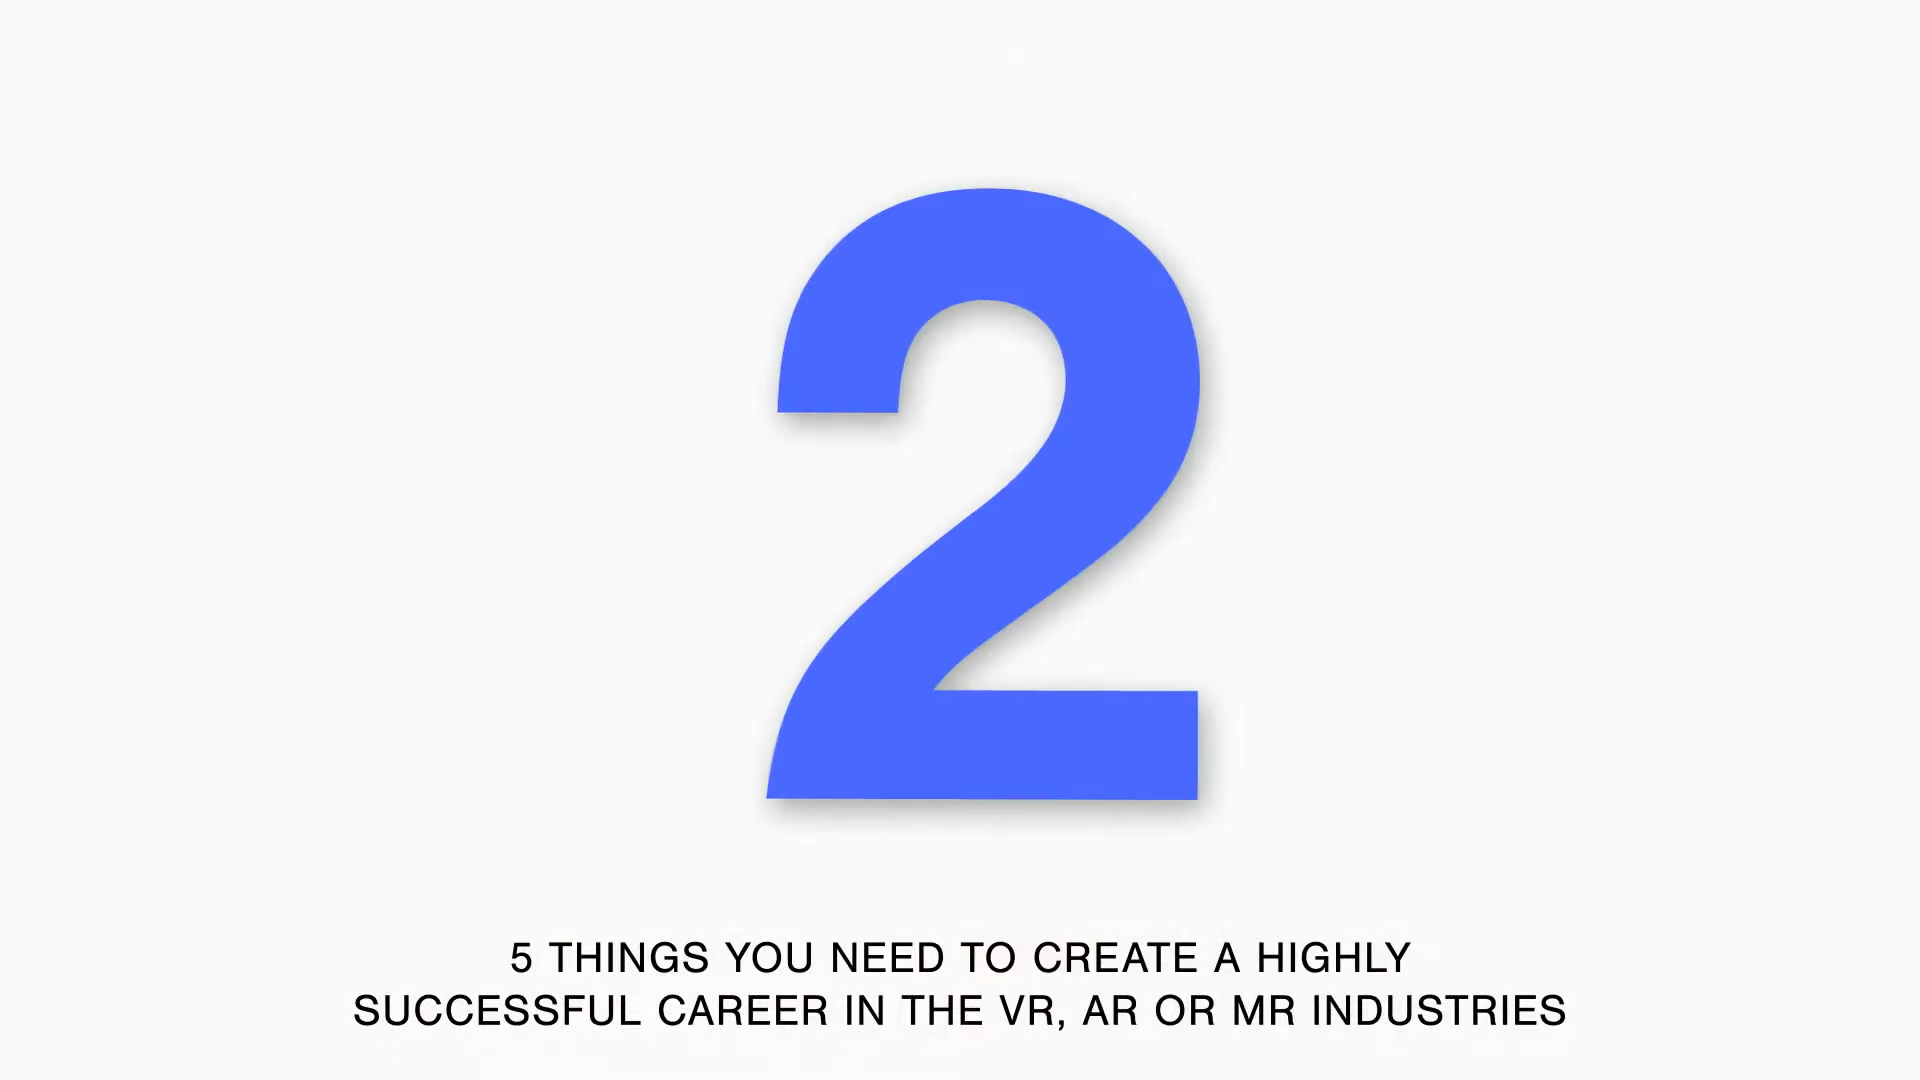 2
5 THINGS YOU NEED TO CREATE A HIGHLY
SUCCESSFUL CAREER IN THE VR, AR OR MR INDUSTRIES